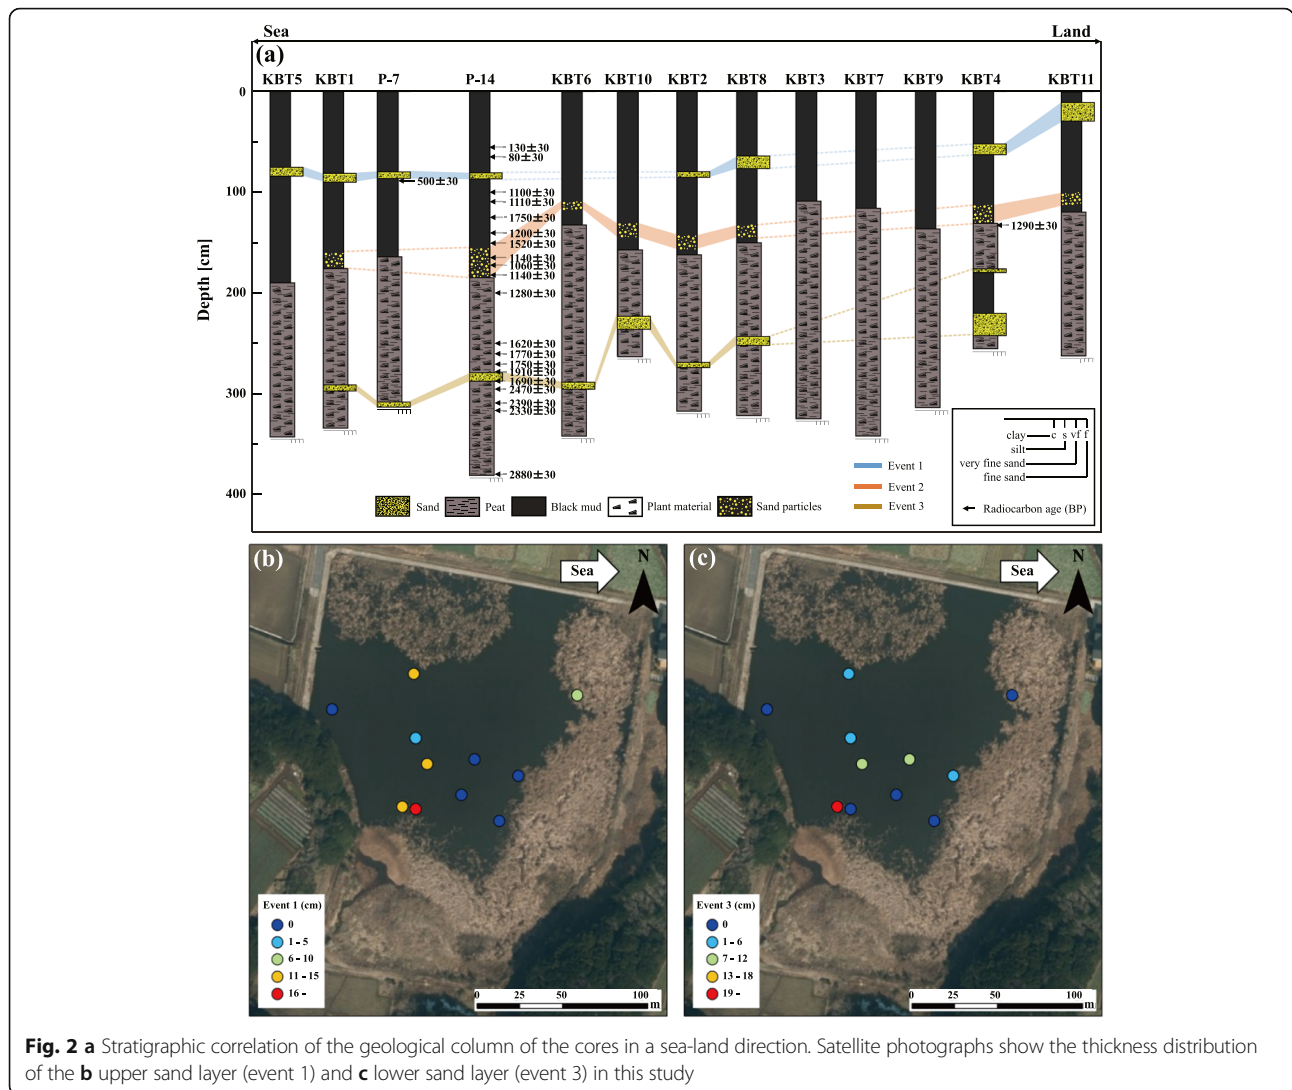 Sea Land
(a)
KBT5 KBT1 P-7 P-14 KBT6 KBT10 KBT2 KBT8 KBT3 KBT7 KBT9 KBT4 KBT11
Depth [cm]
0
100
200
300
400
130±30
80±30
500±30
1100±30
1110±30
1750±30
1200±30
1520±30
1140±30
1060±30
1140±30
1280±30
1290±30
1620±30
1770±30
1750±30
1910±30
1690±30
2470±30
2390±30
2330±30
2880±30
Event 1
Event 2
Event 3
clay c s vf f
silt
very fine sand
fine sand
Radiocarbon age (BP)
Sand Peat Black mud Plant material Sand particles
(b)
Sea
N
Event 1 (cm)
0
1 - 5
6 - 10
11 - 15
16 -
0 25 50 100
m
(c)
Sea
N
Event 3 (cm)
0
1 - 6
7 - 12
13 - 18
19 -
0 25 50 100
m
Fig. 2 a Stratigraphic correlation of the geological column of the cores in a sea-land direction. Satellite photographs show the thickness distribution
of the b upper sand layer (event 1) and c lower sand layer (event 3) in this study